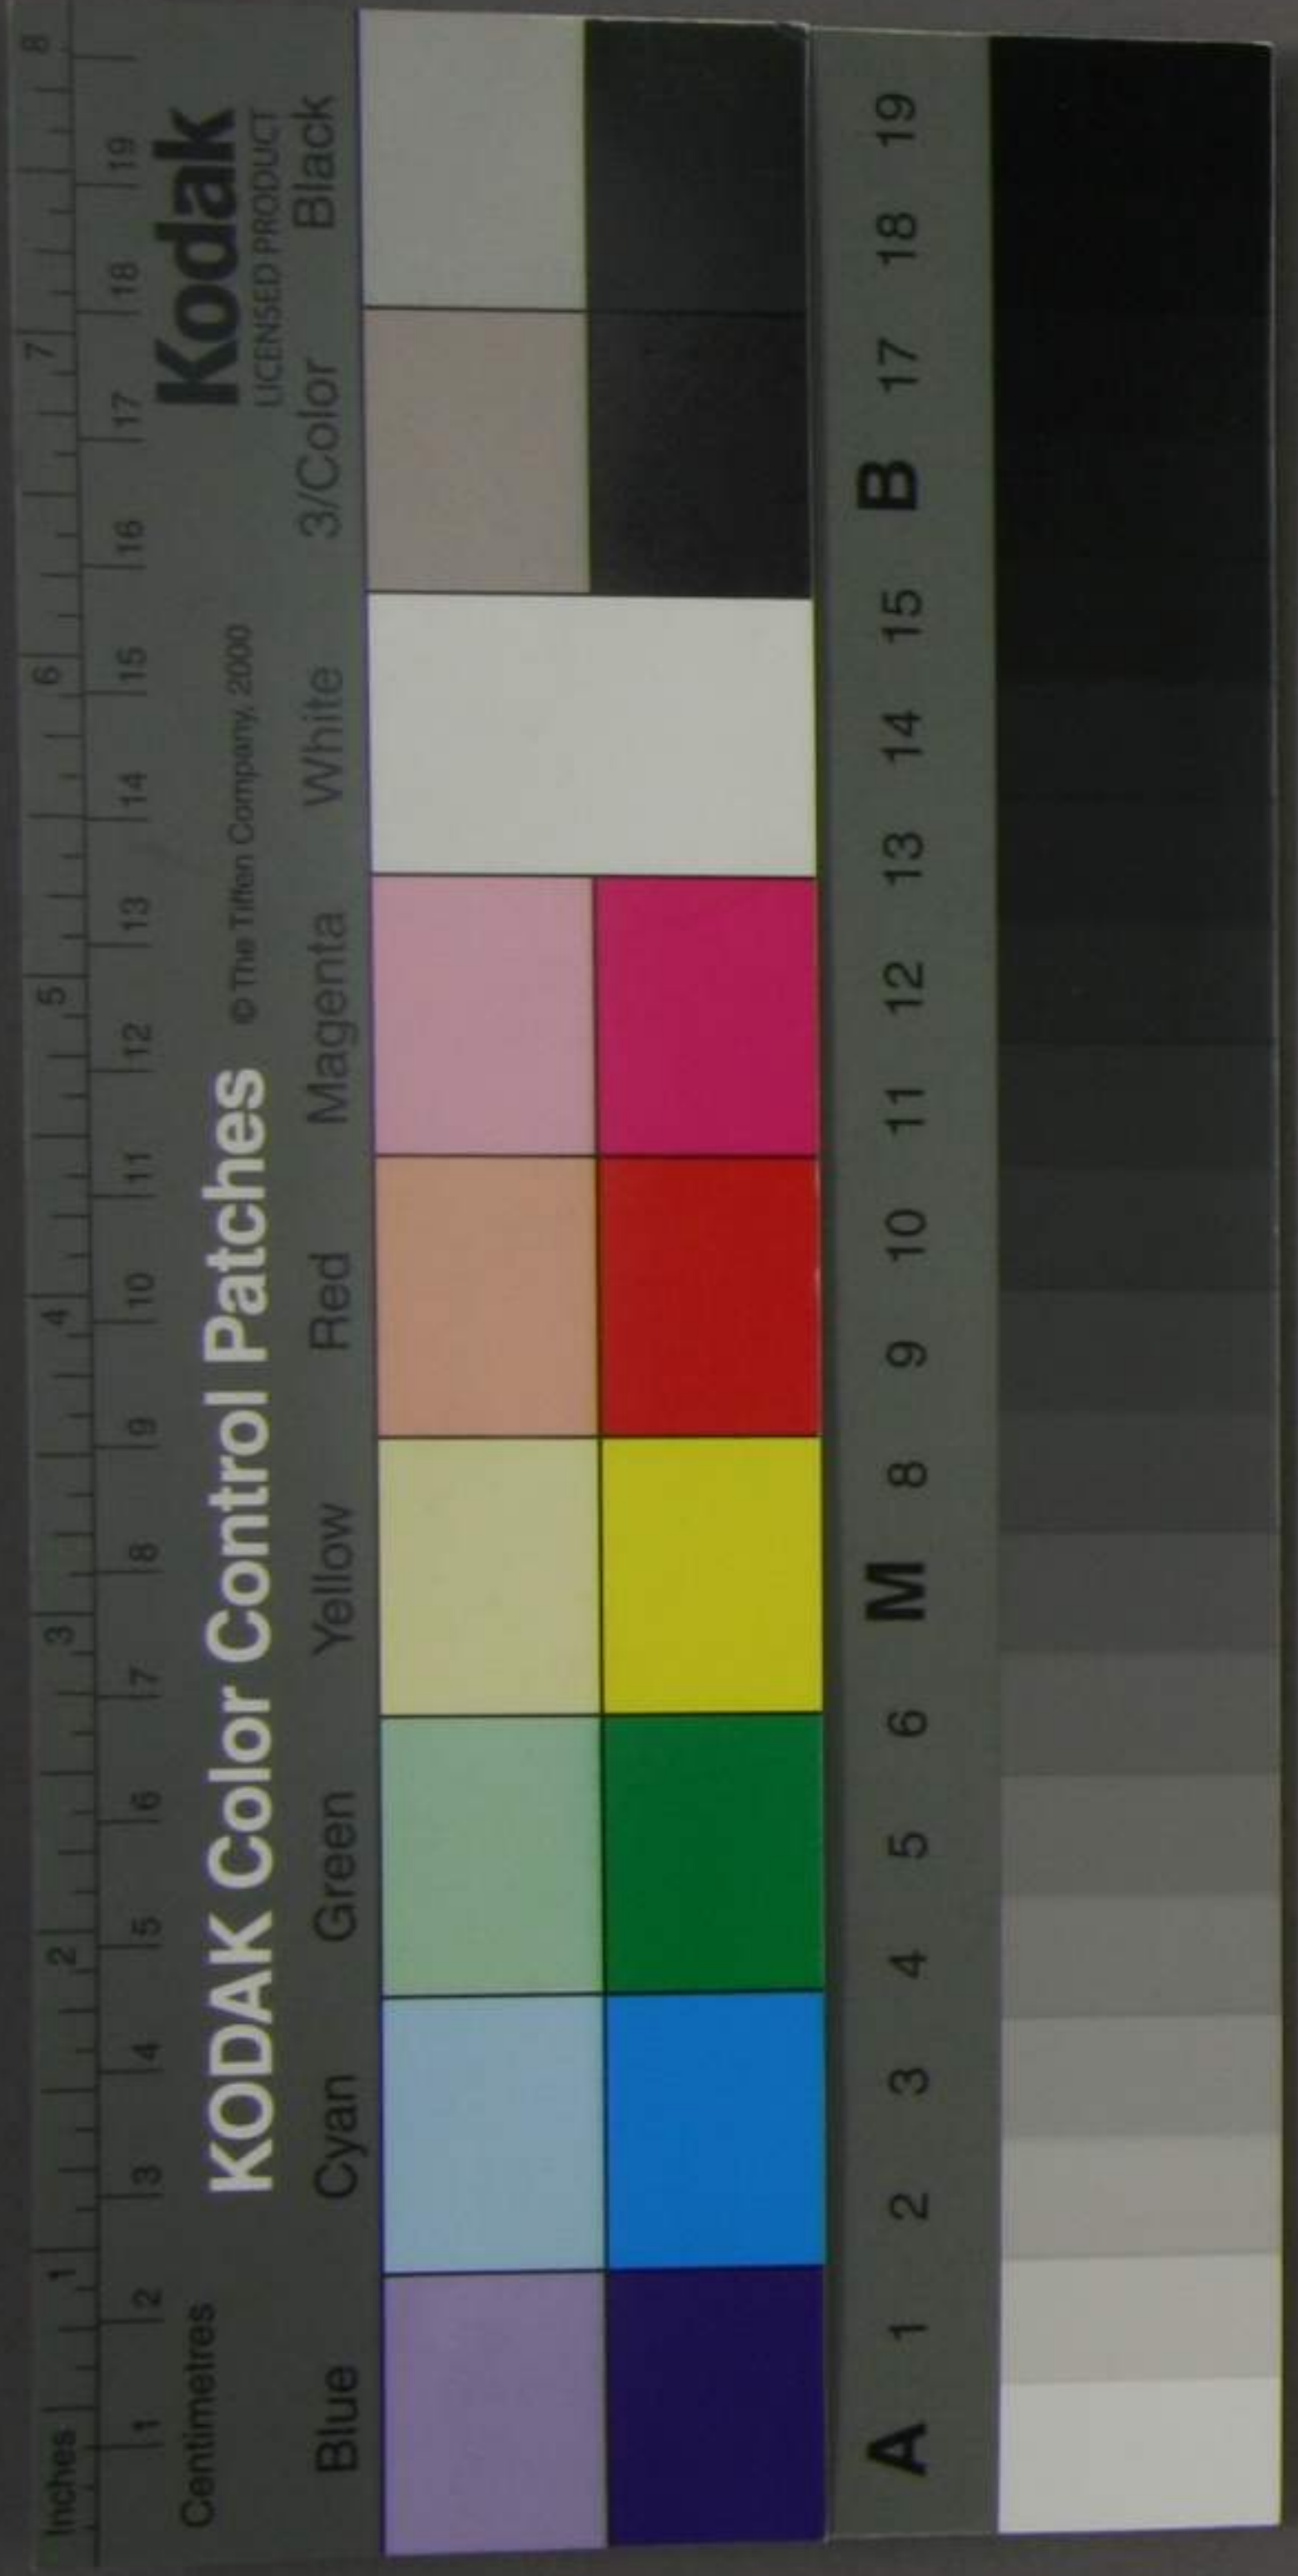 Inches 1 2 3 4 5 6 7 8
1 2 3 4 5 6 7 8 9 10 11 12 13 14 15 16 17 18 19
Centimetres
KODAK Color Control Patches © The Tiffen Company, 2000
Kodak
LICENSED PRODUCT
Blue Cyan Green Yellow Red Magenta White 3/Color Black
A 1 2 3 4 5 6 M 8 9 10 11 12 13 14 15 B 17 18 19